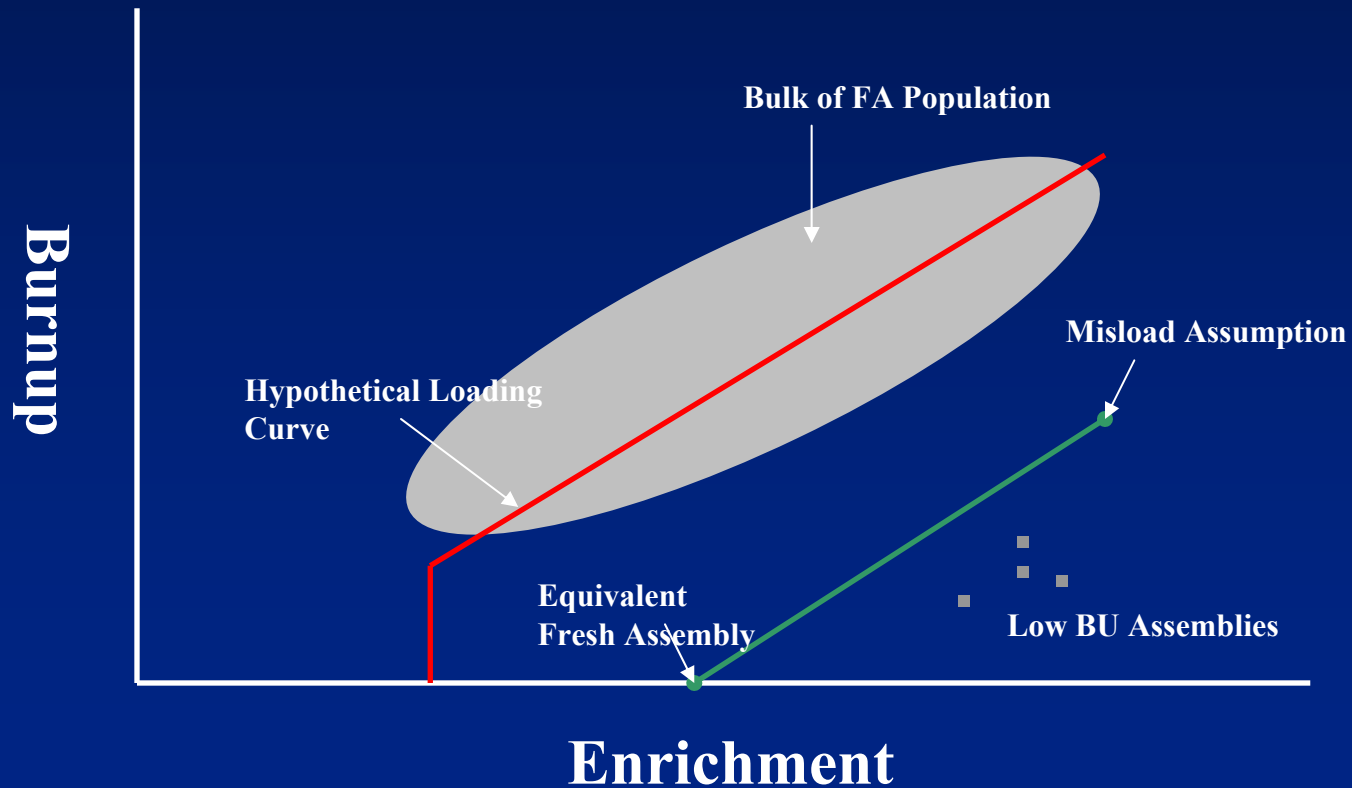 Bulk of FA Population
Burnup
Misload Assumption
Hypothetical Loading
Curve
Equivalent
Fresh Assembly
Low BU Assemblies
Enrichment